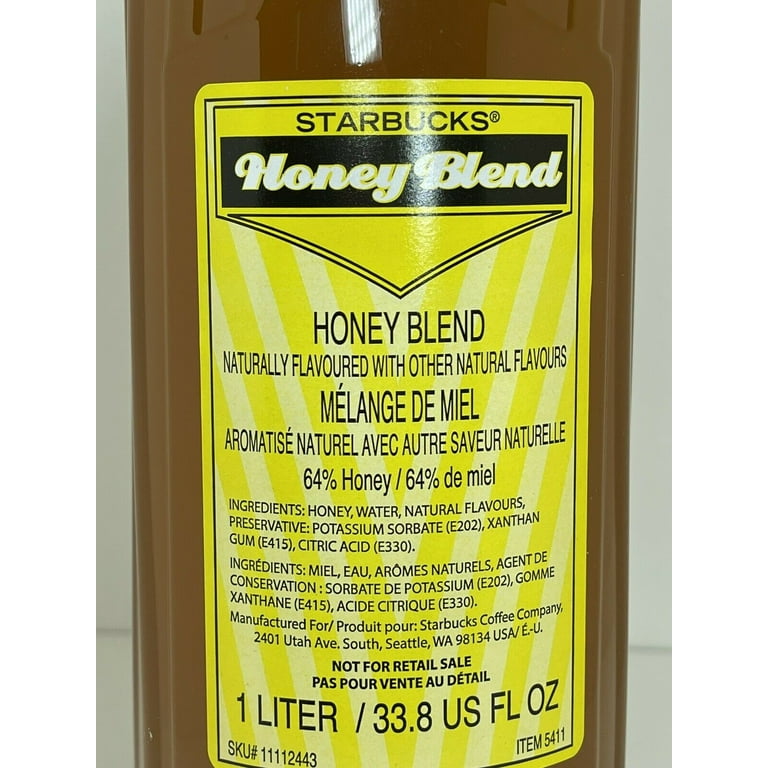 STARBUCKS®
Honey Blend
HONEY BLEND
NATURALLY FLAVOURED WITH OTHER NATURAL FLAVOURS
MÉLANGE DE MIEL
AROMATISÉ NATUREL AVEC AUTRE SAVEUR NATURELLE
64% Honey / 64% de miel
INGREDIENTS: HONEY, WATER, NATURAL FLAVOURS,
PRESERVATIVE: POTASSIUM SORBATE (E202), XANTHAN
GUM (E415), CITRIC ACID (E330).
INGRÉDIENTS: MIEL, EAU, ARÔMES NATURELS, AGENT DE
CONSERVATION : SORBATE DE POTASSIUM (E202), GOMME
XANTHANE (E415), ACIDE CITRIQUE (E330).
Manufactured For/ Produit pour: Starbucks Coffee Company,
2401 Utah Ave. South, Seattle, WA 98134 USA/ É.-U.
NOT FOR RETAIL SALE
PAS POUR VENTE AU DÉTAIL
1 LITER / 33.8 US FL OZ
SKU# 11112443 ITEM 5411